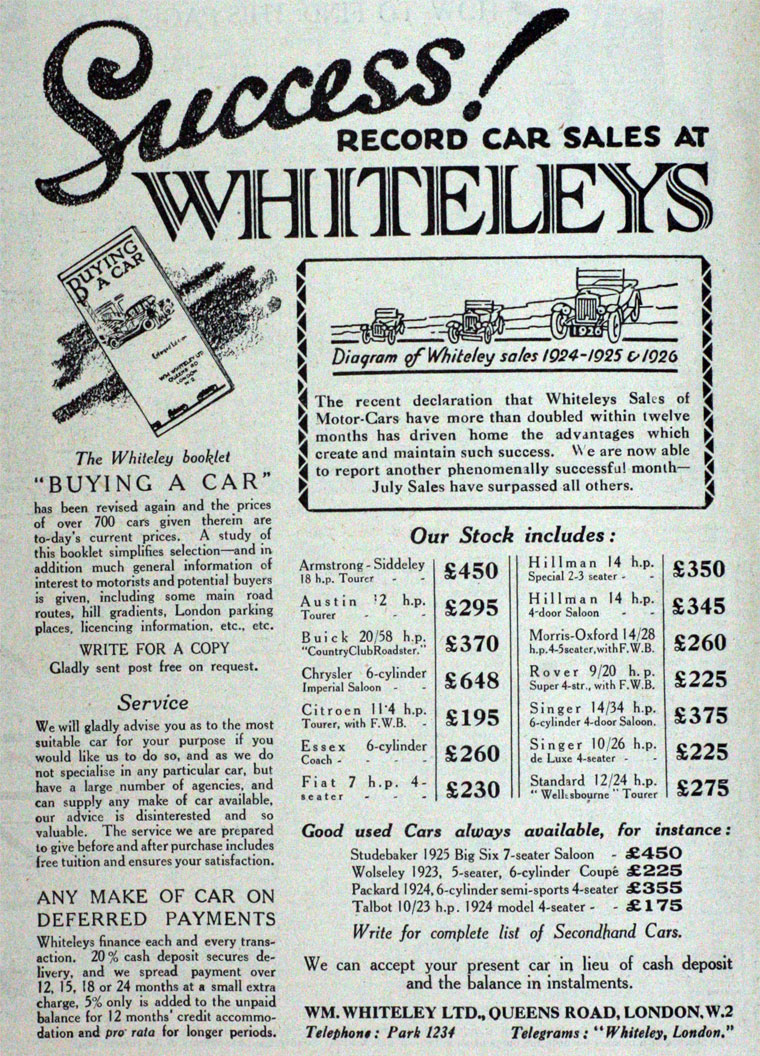 Success!
RECORD CAR SALES AT
WHITELEYS
BUYING
A CAR
WM WHITELEY LTD
QUEENS RD
LONDON
W.2
1926
Diagram of Whiteley sales 1924-1925 & 1926
The recent declaration that Whiteleys Sales of
Motor-Cars have more than doubled within twelve
months has driven home the advantages which
create and maintain such success. We are now able
to report another phenomenally successful month—
July Sales have surpassed all others.
The Whiteley booklet
"BUYING A CAR"
has been revised again and the prices
of over 700 cars given therein are
to-day's current prices. A study of
this booklet simplifies selection—and in
addition much general information of
interest to motorists and potential buyers
is given, including some main road
routes, hill gradients, London parking
places, licencing information, etc., etc.
WRITE FOR A COPY
Gladly sent post free on request.
Service
We will gladly advise you as to the most
suitable car for your purpose if you
would like us to do so, and as we do
not specialise in any particular car, but
have a large number of agencies, and
can supply any make of car available,
our advice is disinterested and so
valuable. The service we are prepared
to give before and after purchase includes
free tuition and ensures your satisfaction.
ANY MAKE OF CAR ON
DEFERRED PAYMENTS
Whiteleys finance each and every trans-
action. 20% cash deposit secures de-
livery, and we spread payment over
12, 15, 18 or 24 months at a small extra
charge, 5% only is added to the unpaid
balance for 12 months' credit accommo-
dation and pro rata for longer periods.
Our Stock includes:
Armstrong-Siddeley
18 h.p. Tourer - - £450
Austin 12 h.p.
Tourer - - - £295
Buick 20/58 h.p.
"CountryClubRoadster." £370
Chrysler 6-cylinder
Imperial Saloon - - £648
Citroen 11·4 h.p.
Tourer, with F.W.B. - £195
Essex 6-cylinder
Coach - - - - £260
Fiat 7 h.p. 4-
seater - - - £230
Hillman 14 h.p.
Special 2-3 seater - - £350
Hillman 14 h.p.
4-door Saloon - - £345
Morris-Oxford 14/28
h.p. 4-5 seater, with F.W.B. £260
Rover 9/20 h.p.
Super 4-str., with F.W.B. £225
Singer 14/34 h.p.
6-cylinder 4-door Saloon. £375
Singer 10/26 h.p.
de Luxe 4-seater - - £225
Standard 12/24 h.p.
"Wellesbourne" Tourer £275
Good used Cars always available, for instance:
Studebaker 1925 Big Six 7-seater Saloon - £450
Wolseley 1923, 5-seater, 6-cylinder Coupé £225
Packard 1924, 6-cylinder semi-sports 4-seater £355
Talbot 10/23 h.p. 1924 model 4-seater - - £175
Write for complete list of Secondhand Cars.
We can accept your present car in lieu of cash deposit
and the balance in instalments.
WM. WHITELEY LTD., QUEENS ROAD, LONDON, W.2
Telephone: Park 1234 Telegrams: "Whiteley, London."